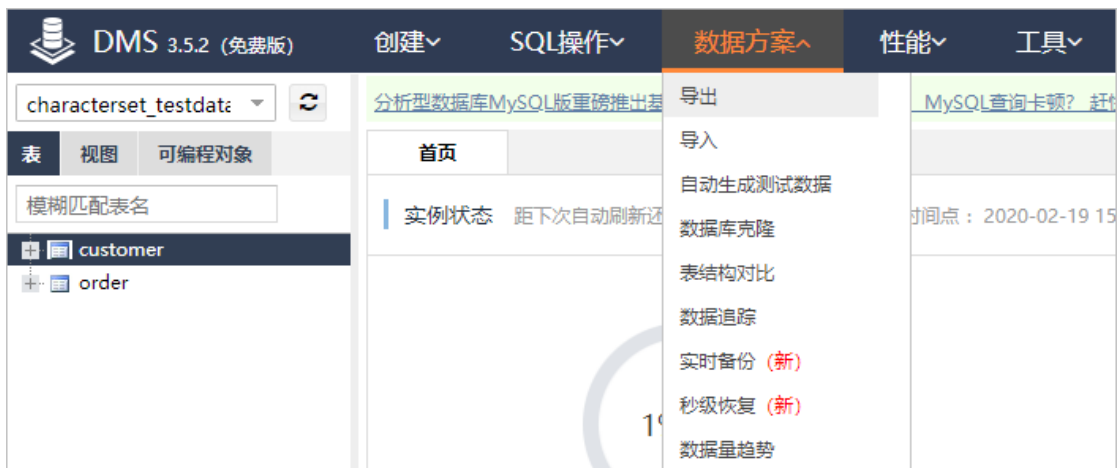 DMS 3.5.2 (免费版) 创建 SQL操作 数据方案 性能 工具
characterset_testdata
分析型数据库MySQL版重磅推出基
MySQL查询卡顿? 赶
表 视图 可编程对象
首页
模糊匹配表名
实例状态 距下次自动刷新还
时间点：2020-02-19 15
customer
order
1
导出
导入
自动生成测试数据
数据库克隆
表结构对比
数据追踪
实时备份 (新)
秒级恢复 (新)
数据量趋势